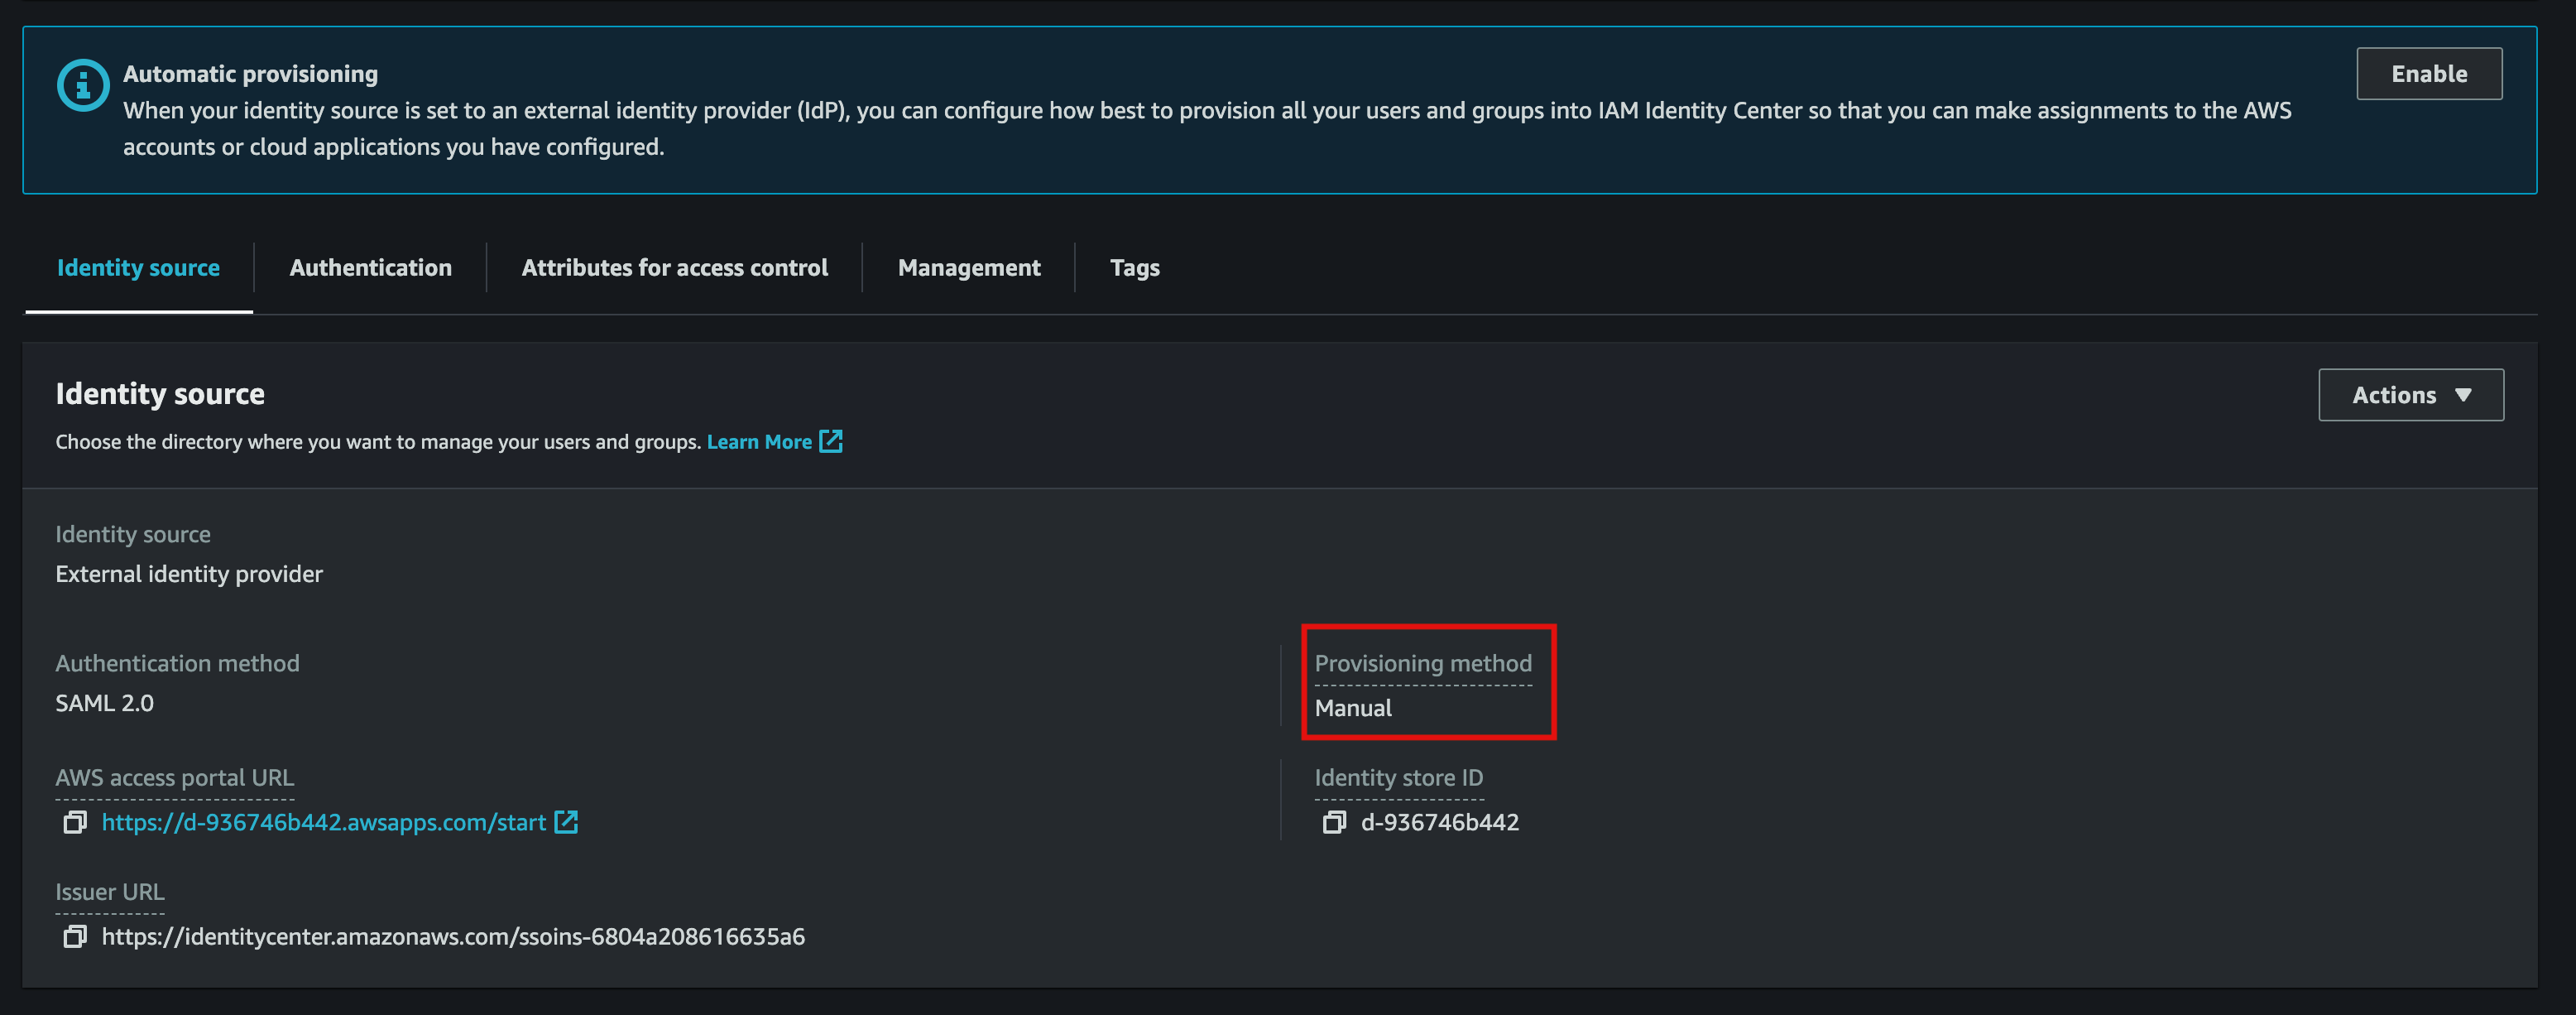 Automatic provisioning
When your identity source is set to an external identity provider (IdP), you can configure how best to provision all your users and groups into IAM Identity Center so that you can make assignments to the AWS
accounts or cloud applications you have configured.
Enable
Identity source
Authentication
Attributes for access control
Management
Tags
Identity source
Actions
Choose the directory where you want to manage your users and groups. Learn More
Identity source
External identity provider
Authentication method
SAML 2.0
Provisioning method
Manual
AWS access portal URL
https://d-936746b442.awsapps.com/start
Identity store ID
d-936746b442
Issuer URL
https://identitycenter.amazonaws.com/ssoins-6804a208616635a6